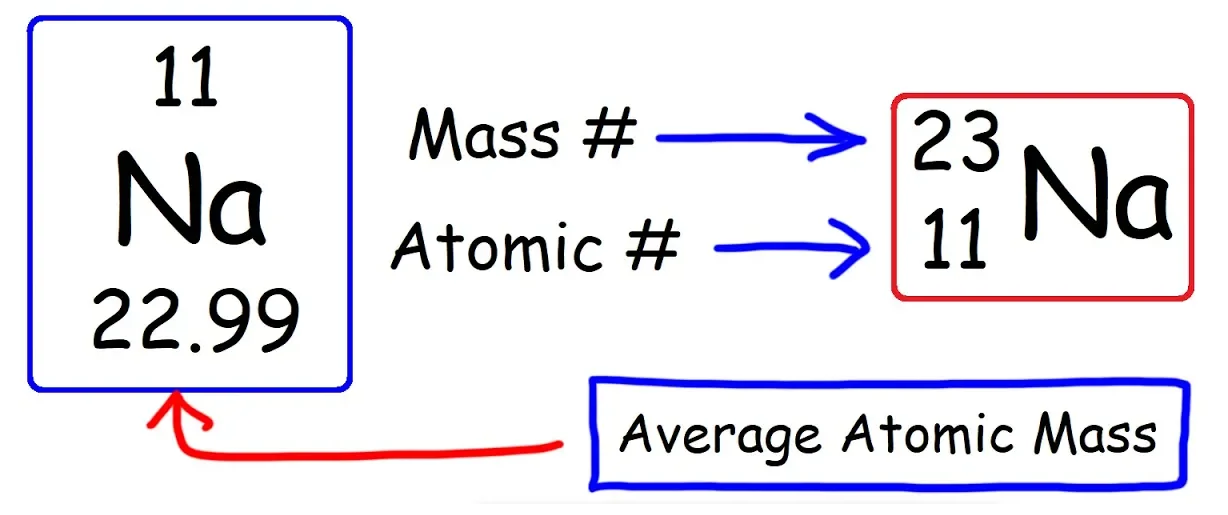 11
Na
22.99
Mass #
Atomic #
23
11
Na
Average Atomic Mass